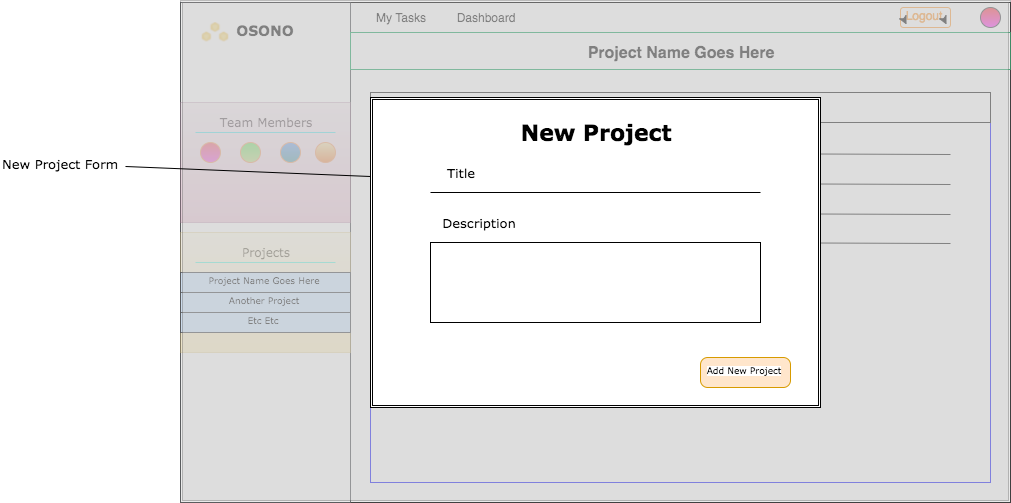 My Tasks
Dashboard
Logout
OSONO
Project Name Goes Here
Team Members
New Project Form
Projects
Project Name Goes Here
Another Project
Etc Etc
New Project
Title
Description
Add New Project